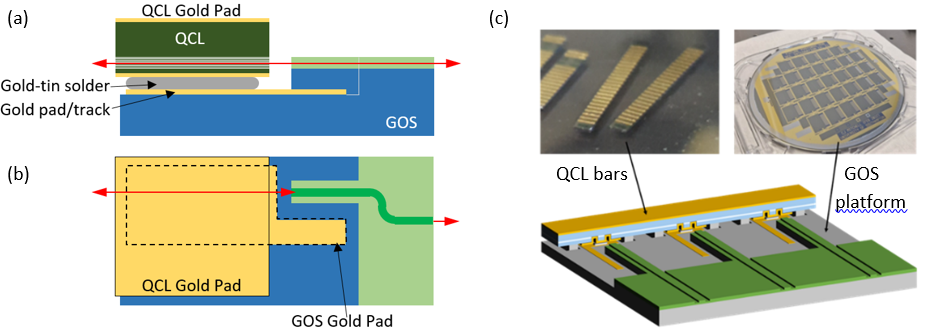 (a)
QCL Gold Pad
QCL
Gold-tin solder
Gold pad/track
GOS
(b)
QCL Gold Pad
GOS Gold Pad
(c)
QCL bars
GOS
platform